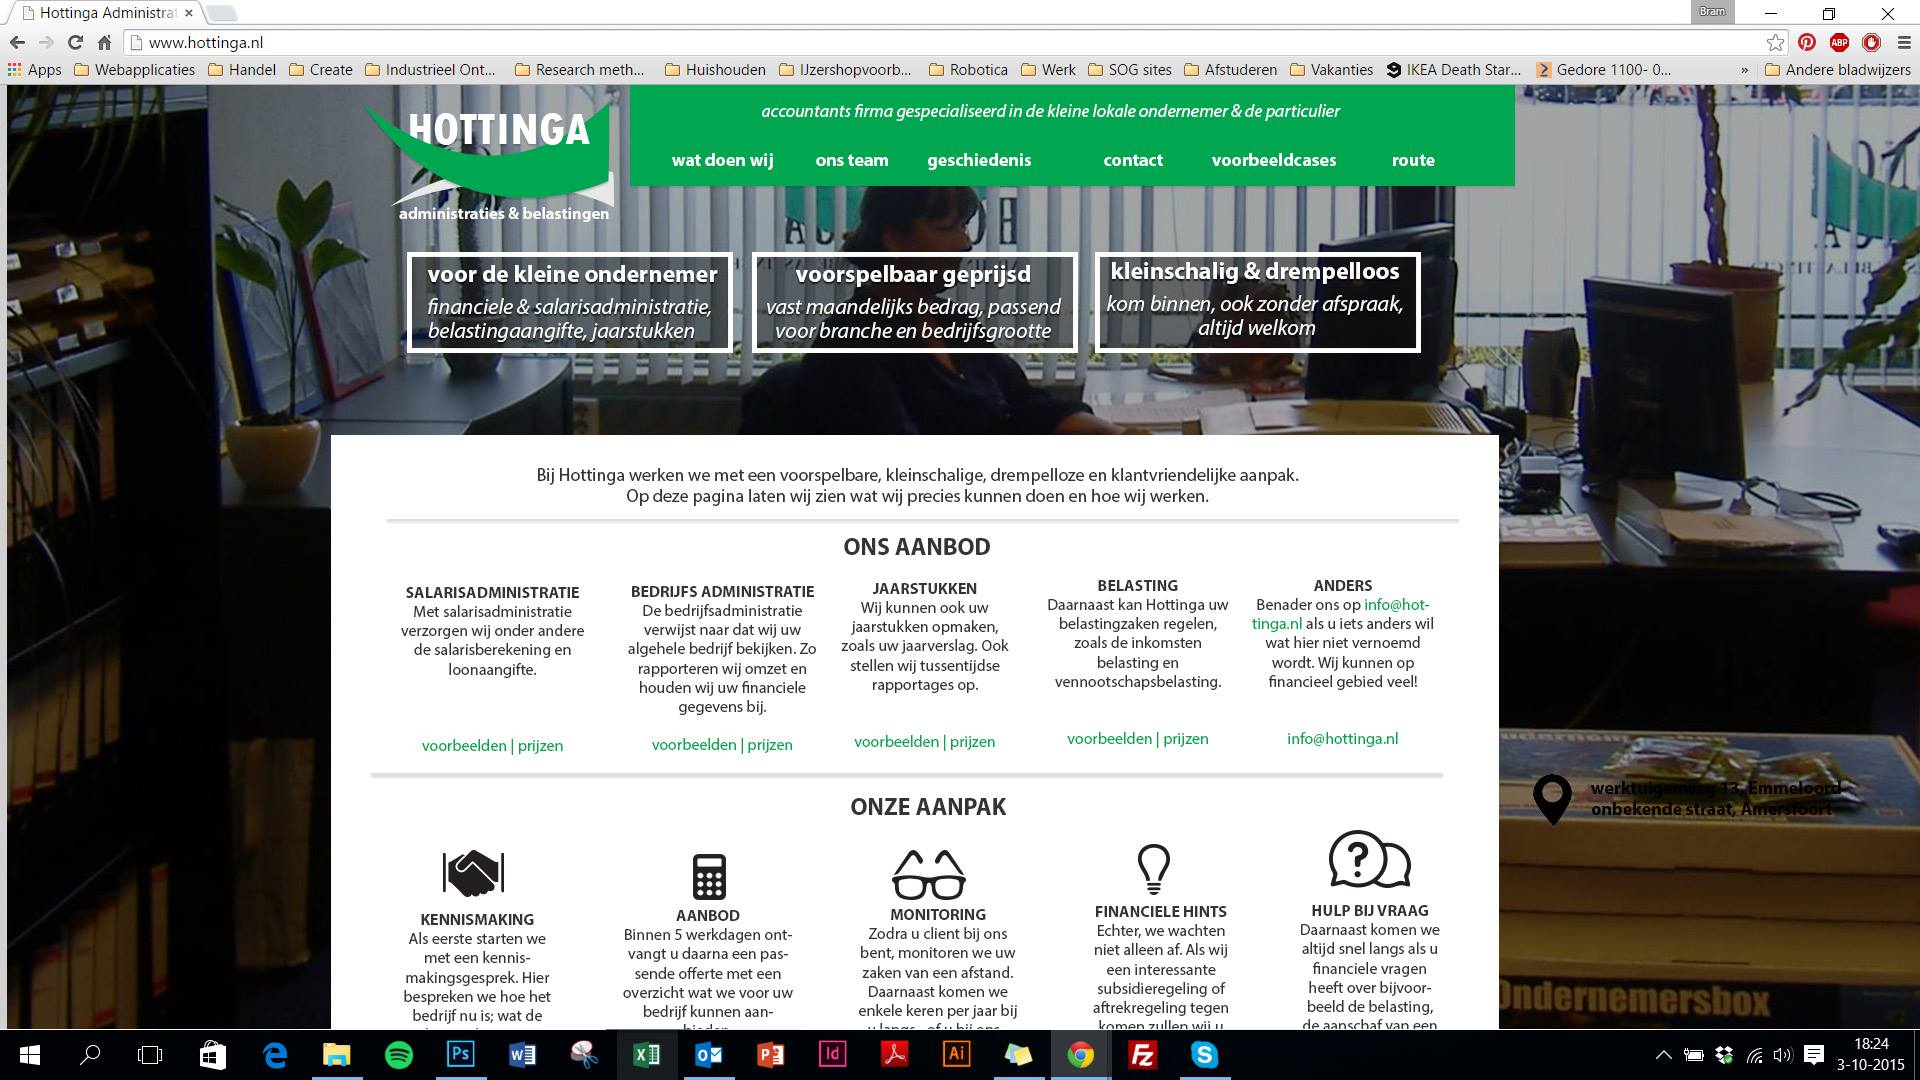 Hottinga Administrat
Bram
www.hottinga.nl
ABP
Apps Webapplicaties Handel Create Industrieel Ont... Research meth... Huishouden IJzershopvoorb... Robotica Werk SOG sites Afstuderen Vakanties IKEA Death Star... Gedore 1100- 0... » Andere bladwijzers
HOTTINGA
administraties & belastingen
accountants firma gespecialiseerd in de kleine lokale ondernemer & de particulier
wat doen wij ons team geschiedenis contact voorbeeldcases route
voor de kleine ondernemer
financiele & salarisadministratie,
belastingaangifte, jaarstukken
voorspelbaar geprijsd
vast maandelijks bedrag, passend
voor branche en bedrijfsgrootte
kleinschalig & drempelloos
kom binnen, ook zonder afspraak,
altijd welkom
Bij Hottinga werken we met een voorspelbare, kleinschalige, drempelloze en klantvriendelijke aanpak.
Op deze pagina laten wij zien wat wij precies kunnen doen en hoe wij werken.
ONS AANBOD
SALARISADMINISTRATIE
Met salarisadministratie
verzorgen wij onder andere
de salarisberekening en
loonaangifte.
voorbeelden | prijzen
BEDRIJFS ADMINISTRATIE
De bedrijfsadministratie
verwijst naar dat wij uw
algehele bedrijf bekijken. Zo
rapporteren wij omzet en
houden wij uw financiele
gegevens bij.
voorbeelden | prijzen
JAARSTUKKEN
Wij kunnen ook uw
jaarstukken opmaken,
zoals uw jaarverslag. Ook
stellen wij tussentijdse
rapportages op.
voorbeelden | prijzen
BELASTING
Daarnaast kan Hottinga uw
belastingzaken regelen,
zoals de inkomsten
belasting en
vennootschapsbelasting.
voorbeelden | prijzen
ANDERS
Benader ons op info@hot-
tinga.nl als u iets anders wil
wat hier niet vernoemd
wordt. Wij kunnen op
financieel gebied veel!
info@hottinga.nl
werktuigenweg 13, Emmeloord
onbekende straat, Amersfoort
ONZE AANPAK
KENNISMAKING
Als eerste starten we
met een kennis-
makingsgesprek. Hier
bespreken we hoe het
bedrijf nu is; wat de
AANBOD
Binnen 5 werkdagen ont-
vangt u daarna een pas-
sende offerte met een
overzicht wat we voor uw
bedrijf kunnen aan-
MONITORING
Zodra u client bij ons
bent, monitoren we uw
zaken van een afstand.
Daarnaast komen we
enkele keren per jaar bij
FINANCIELE HINTS
Echter, we wachten
niet alleen af. Als wij
een interessante
subsidieregeling of
aftrekregeling tegen
komen zullen wij u
HULP BIJ VRAAG
Daarnaast komen we
altijd snel langs als u
financiele vragen
heeft over bijvoor-
beeld de belasting,
de aanschaf van een
Ondernemersbox
18:24
3-10-2015